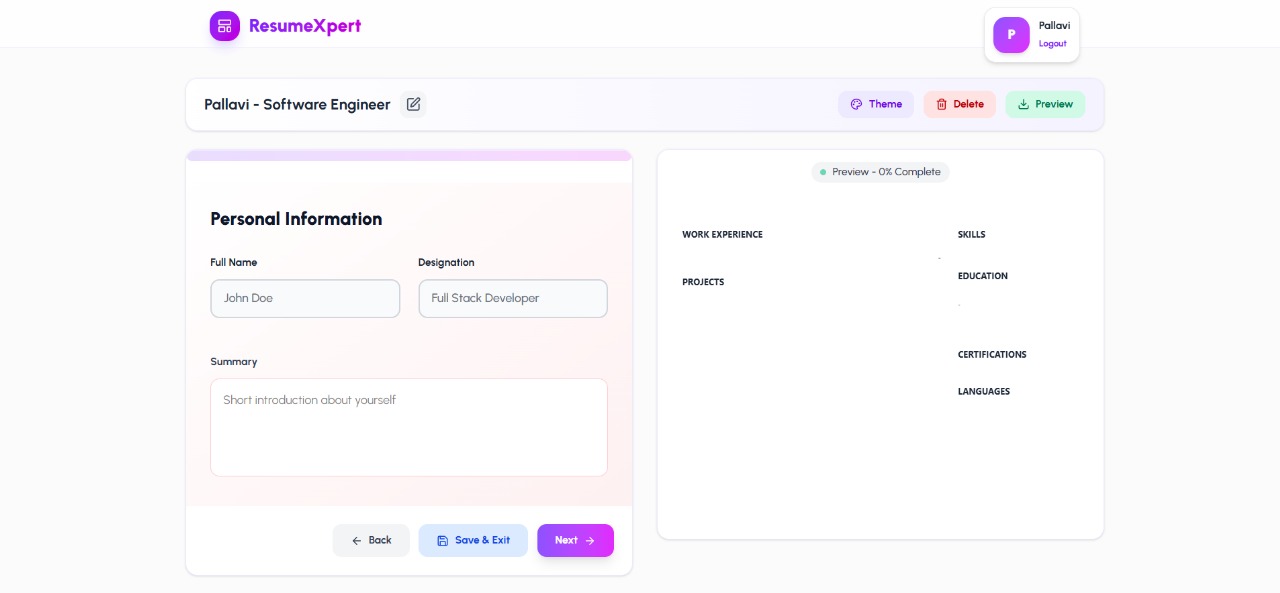 ResumeXpert
P
Pallavi
Logout
Pallavi - Software Engineer
Theme
Delete
Preview
Personal Information
Full Name
Designation
John Doe
Full Stack Developer
Summary
Short introduction about yourself
Back
Save & Exit
Next
Preview - 0% Complete
WORK EXPERIENCE
-
PROJECTS
SKILLS
EDUCATION
CERTIFICATIONS
LANGUAGES